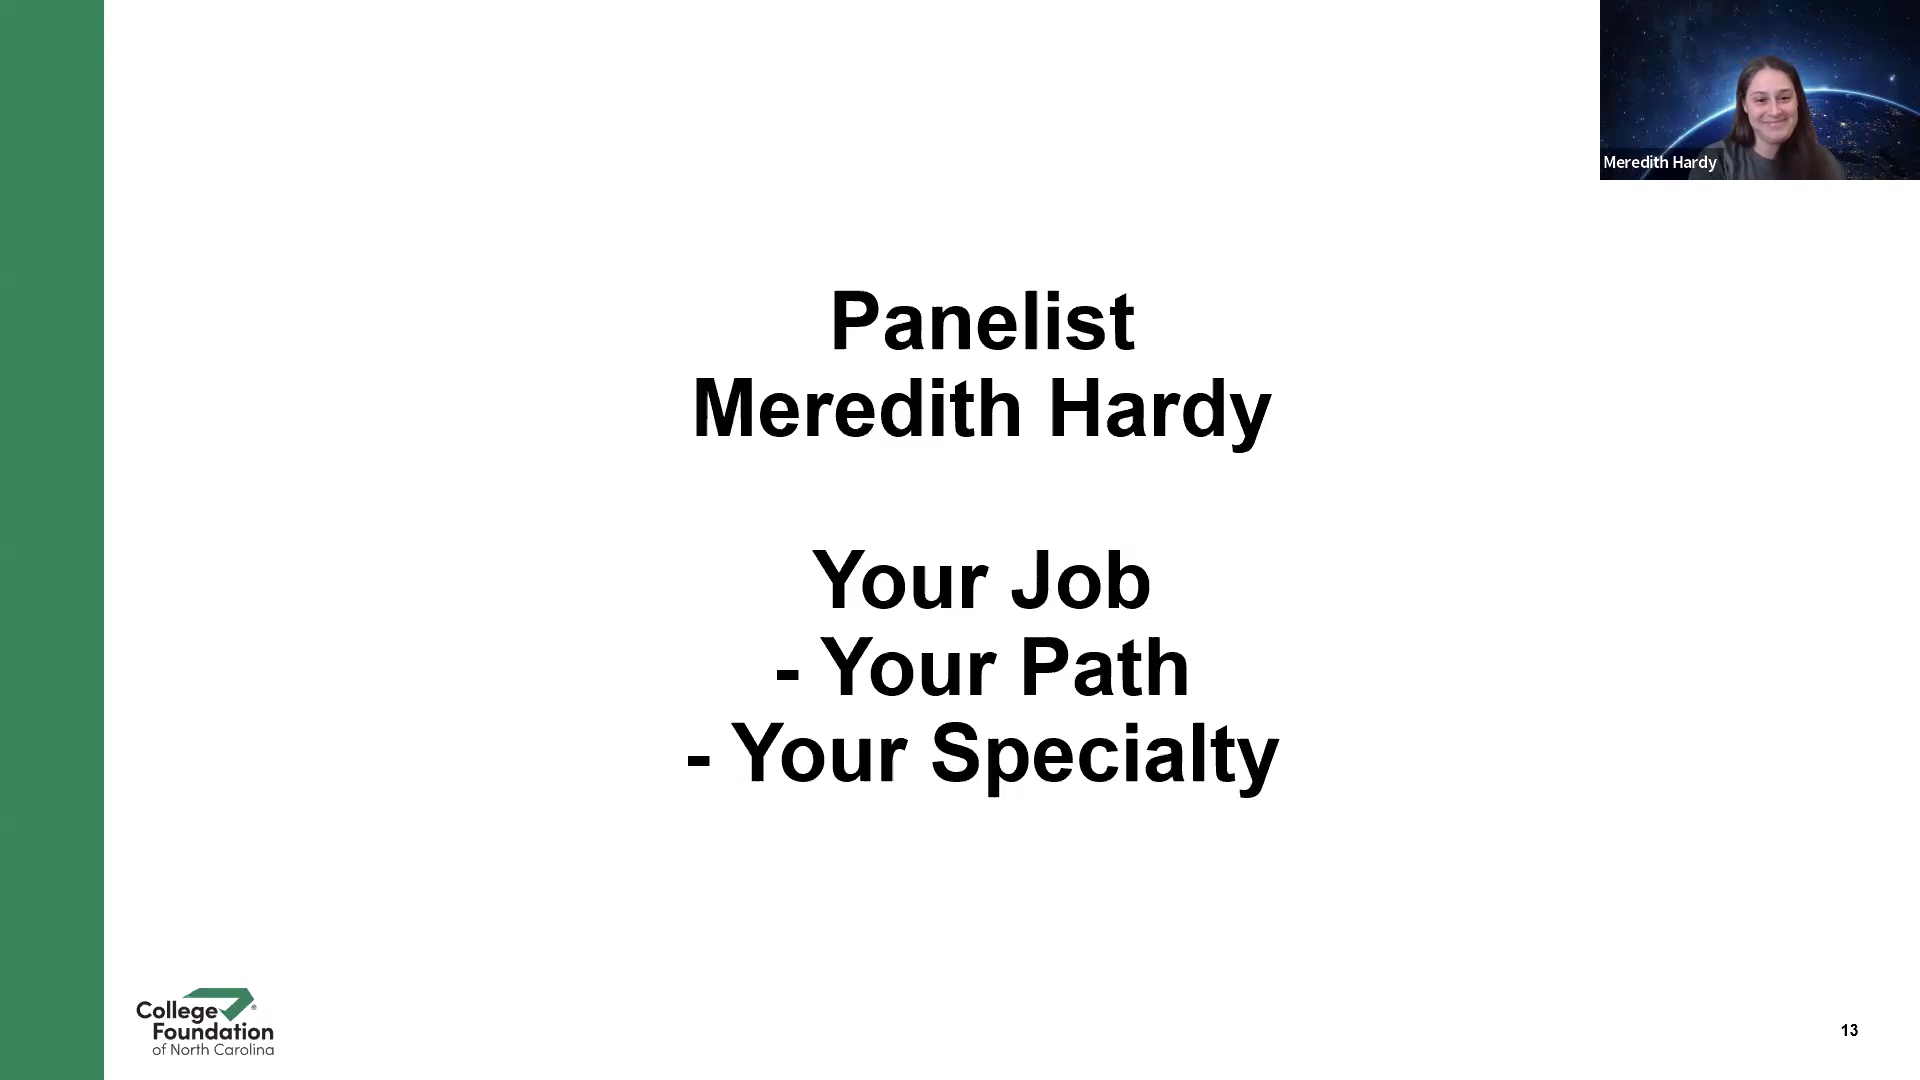 Meredith Hardy
Panelist
Meredith Hardy
Your Job
- Your Path
- Your Specialty
College
Foundation
of North Carolina
13